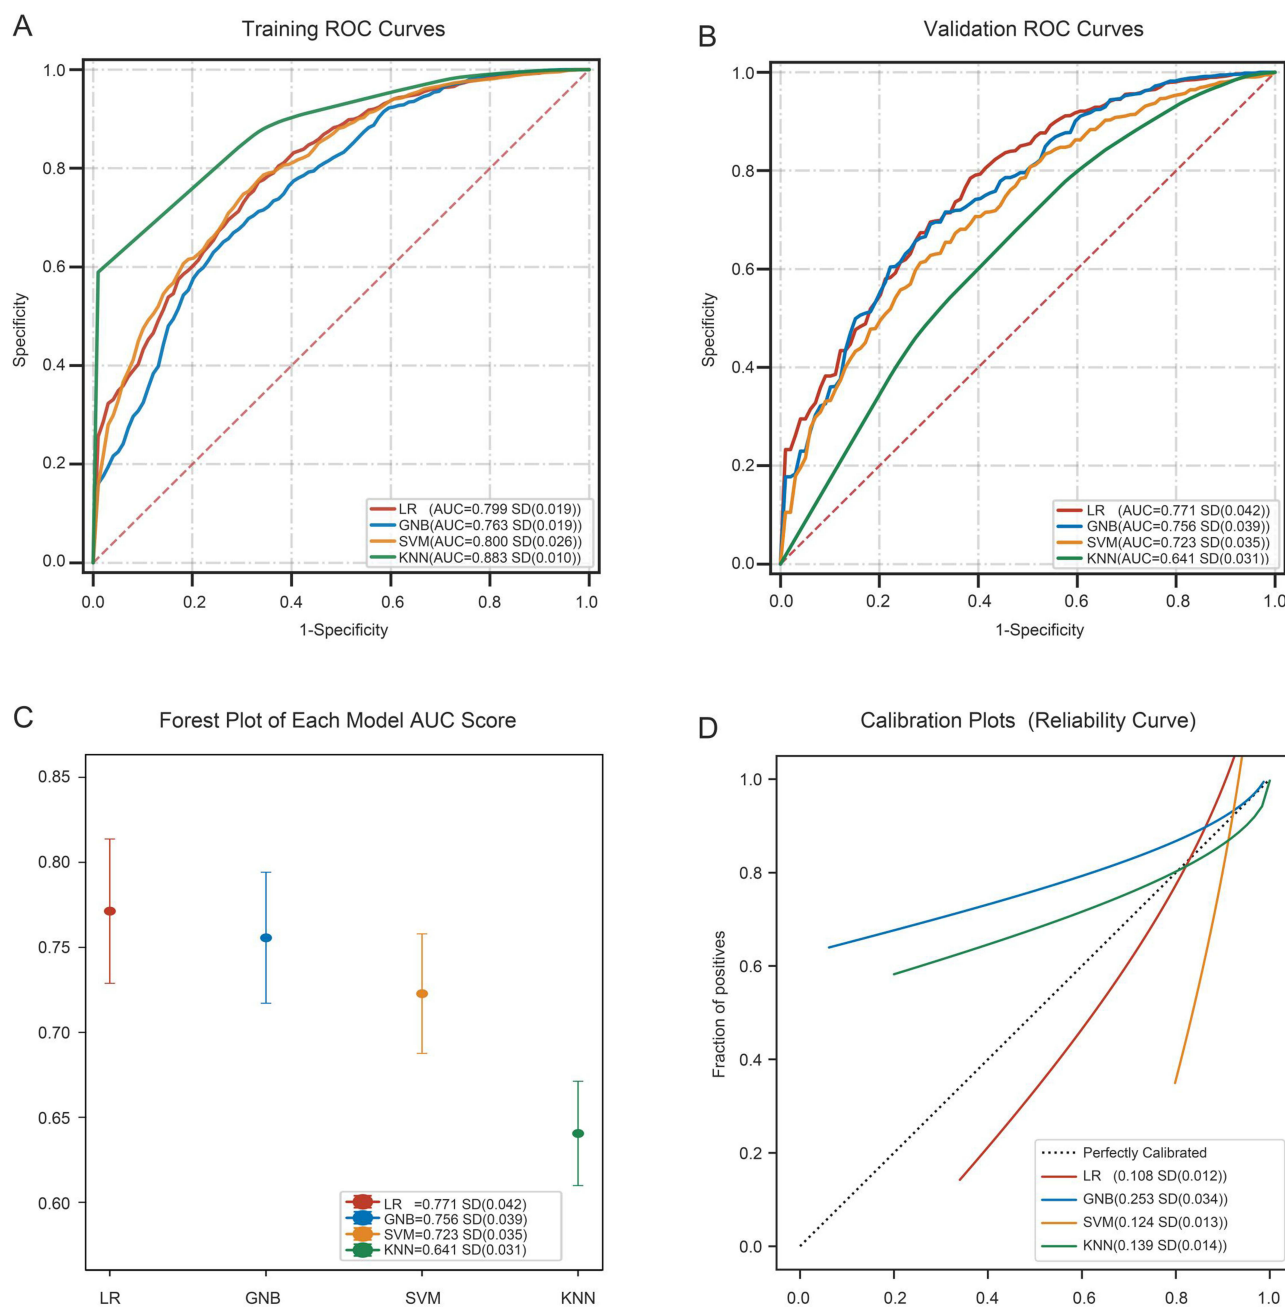 A
Training ROC Curves
1.0
0.8
0.6
0.4
0.2
0.0
Specificity
LR (AUC=0.799 SD(0.019))
GNB(AUC=0.763 SD(0.019))
SVM(AUC=0.800 SD(0.026))
KNN(AUC=0.883 SD(0.010))
0.0 0.2 0.4 0.6 0.8 1.0
1-Specificity
B
Validation ROC Curves
1.0
0.8
0.6
0.4
0.2
0.0
Specificity
LR (AUC=0.771 SD(0.042))
GNB(AUC=0.756 SD(0.039))
SVM(AUC=0.723 SD(0.035))
KNN(AUC=0.641 SD(0.031))
0.0 0.2 0.4 0.6 0.8 1.0
1-Specificity
C
Forest Plot of Each Model AUC Score
0.85
0.80
0.75
0.70
0.65
0.60
LR =0.771 SD(0.042)
GNB=0.756 SD(0.039)
SVM=0.723 SD(0.035)
KNN=0.641 SD(0.031)
LR GNB SVM KNN
D
Calibration Plots (Reliability Curve)
1.0
0.8
0.6
0.4
0.2
0.0
Fraction of positives
Perfectly Calibrated
LR (0.108 SD(0.012))
GNB(0.253 SD(0.034))
SVM(0.124 SD(0.013))
KNN(0.139 SD(0.014))
0.0 0.2 0.4 0.6 0.8 1.0